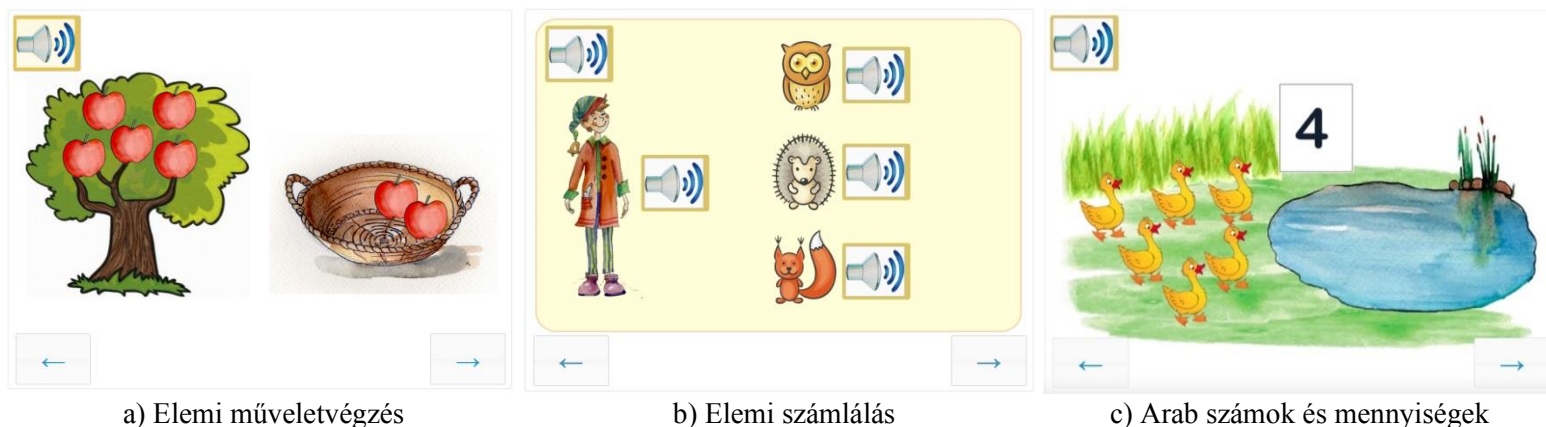 4
← → ← → ← →
a) Elemi műveletvégzés b) Elemi számlálás c) Arab számok és mennyiségek